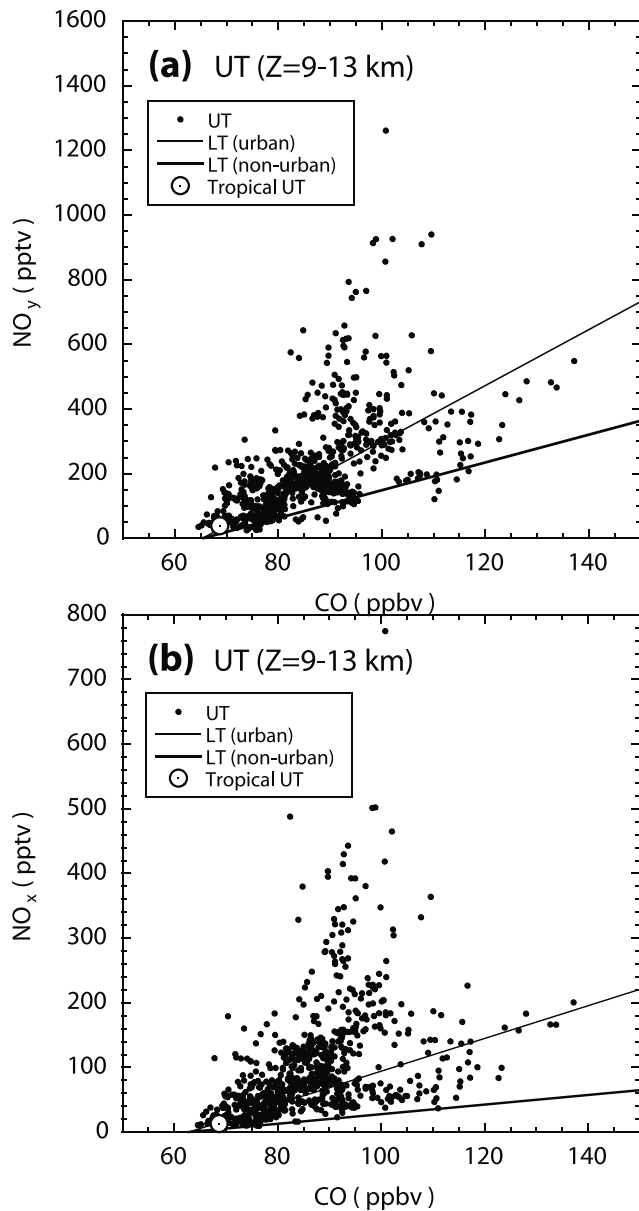 1600
(a) UT (Z=9-13 km)
1400
UT
LT (urban)
1200
LT (non-urban)
Tropical UT
1000
NOy (pptv)
800
600
400
200
0
60 80 100 120 140
CO (ppbv)
800
(b) UT (Z=9-13 km)
700
UT
LT (urban)
600
LT (non-urban)
Tropical UT
500
NOx (pptv)
400
300
200
100
0
60 80 100 120 140
CO (ppbv)